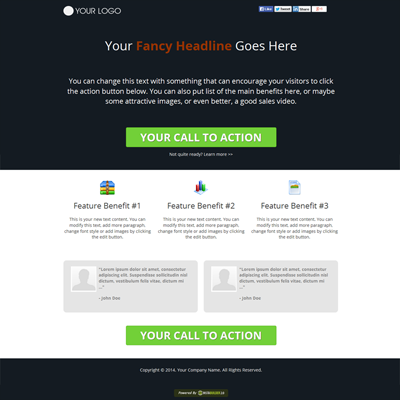 YOUR LOGO
Like Tweet Share
Your Fancy Headline Goes Here
You can change this text with something that can encourage your visitors to click
the action button below. You can also put list of the main benefits here, or maybe
some attractive images, or even better, a good sales video.
YOUR CALL TO ACTION
Not quite ready? Learn more >>
Feature Benefit #1
This is your new text content. You can
modify this text, add more paragraph,
change font style or add images by clicking
the edit button.
Feature Benefit #2
This is your new text content. You can
modify this text, add more paragraph,
change font style or add images by clicking
the edit button.
Feature Benefit #3
This is your new text content. You can
modify this text, add more paragraph,
change font style or add images by clicking
the edit button.
"Lorem ipsum dolor sit amet, consectetur
adipiscing elit. Suspendisse sollicitudin nisl
dictum, vestibulum diam dictum, vestibulum mi
..."
- John Doe
"Lorem ipsum dolor sit amet, consectetur
adipiscing elit. Suspendisse sollicitudin nisl
dictum, vestibulum diam dictum, vestibulum mi
..."
- John Doe
YOUR CALL TO ACTION
Copyright © 2014. Your Company Name, All Rights Reserved.
Powered By